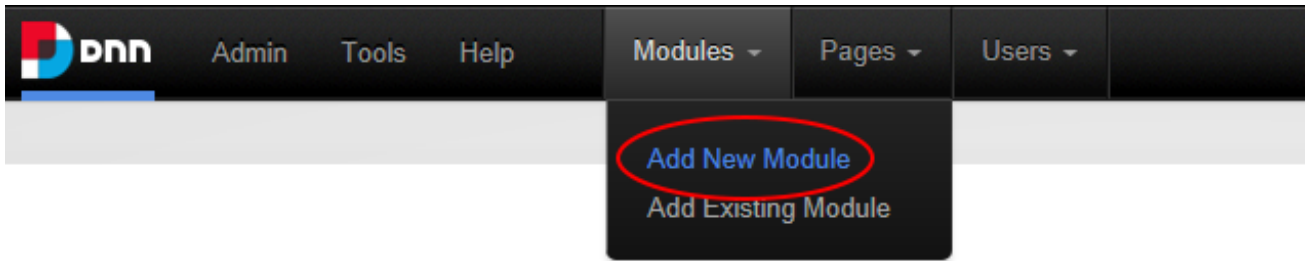 DNN Admin Tools Help Modules Pages Users
Add New Module
Add Existing Module